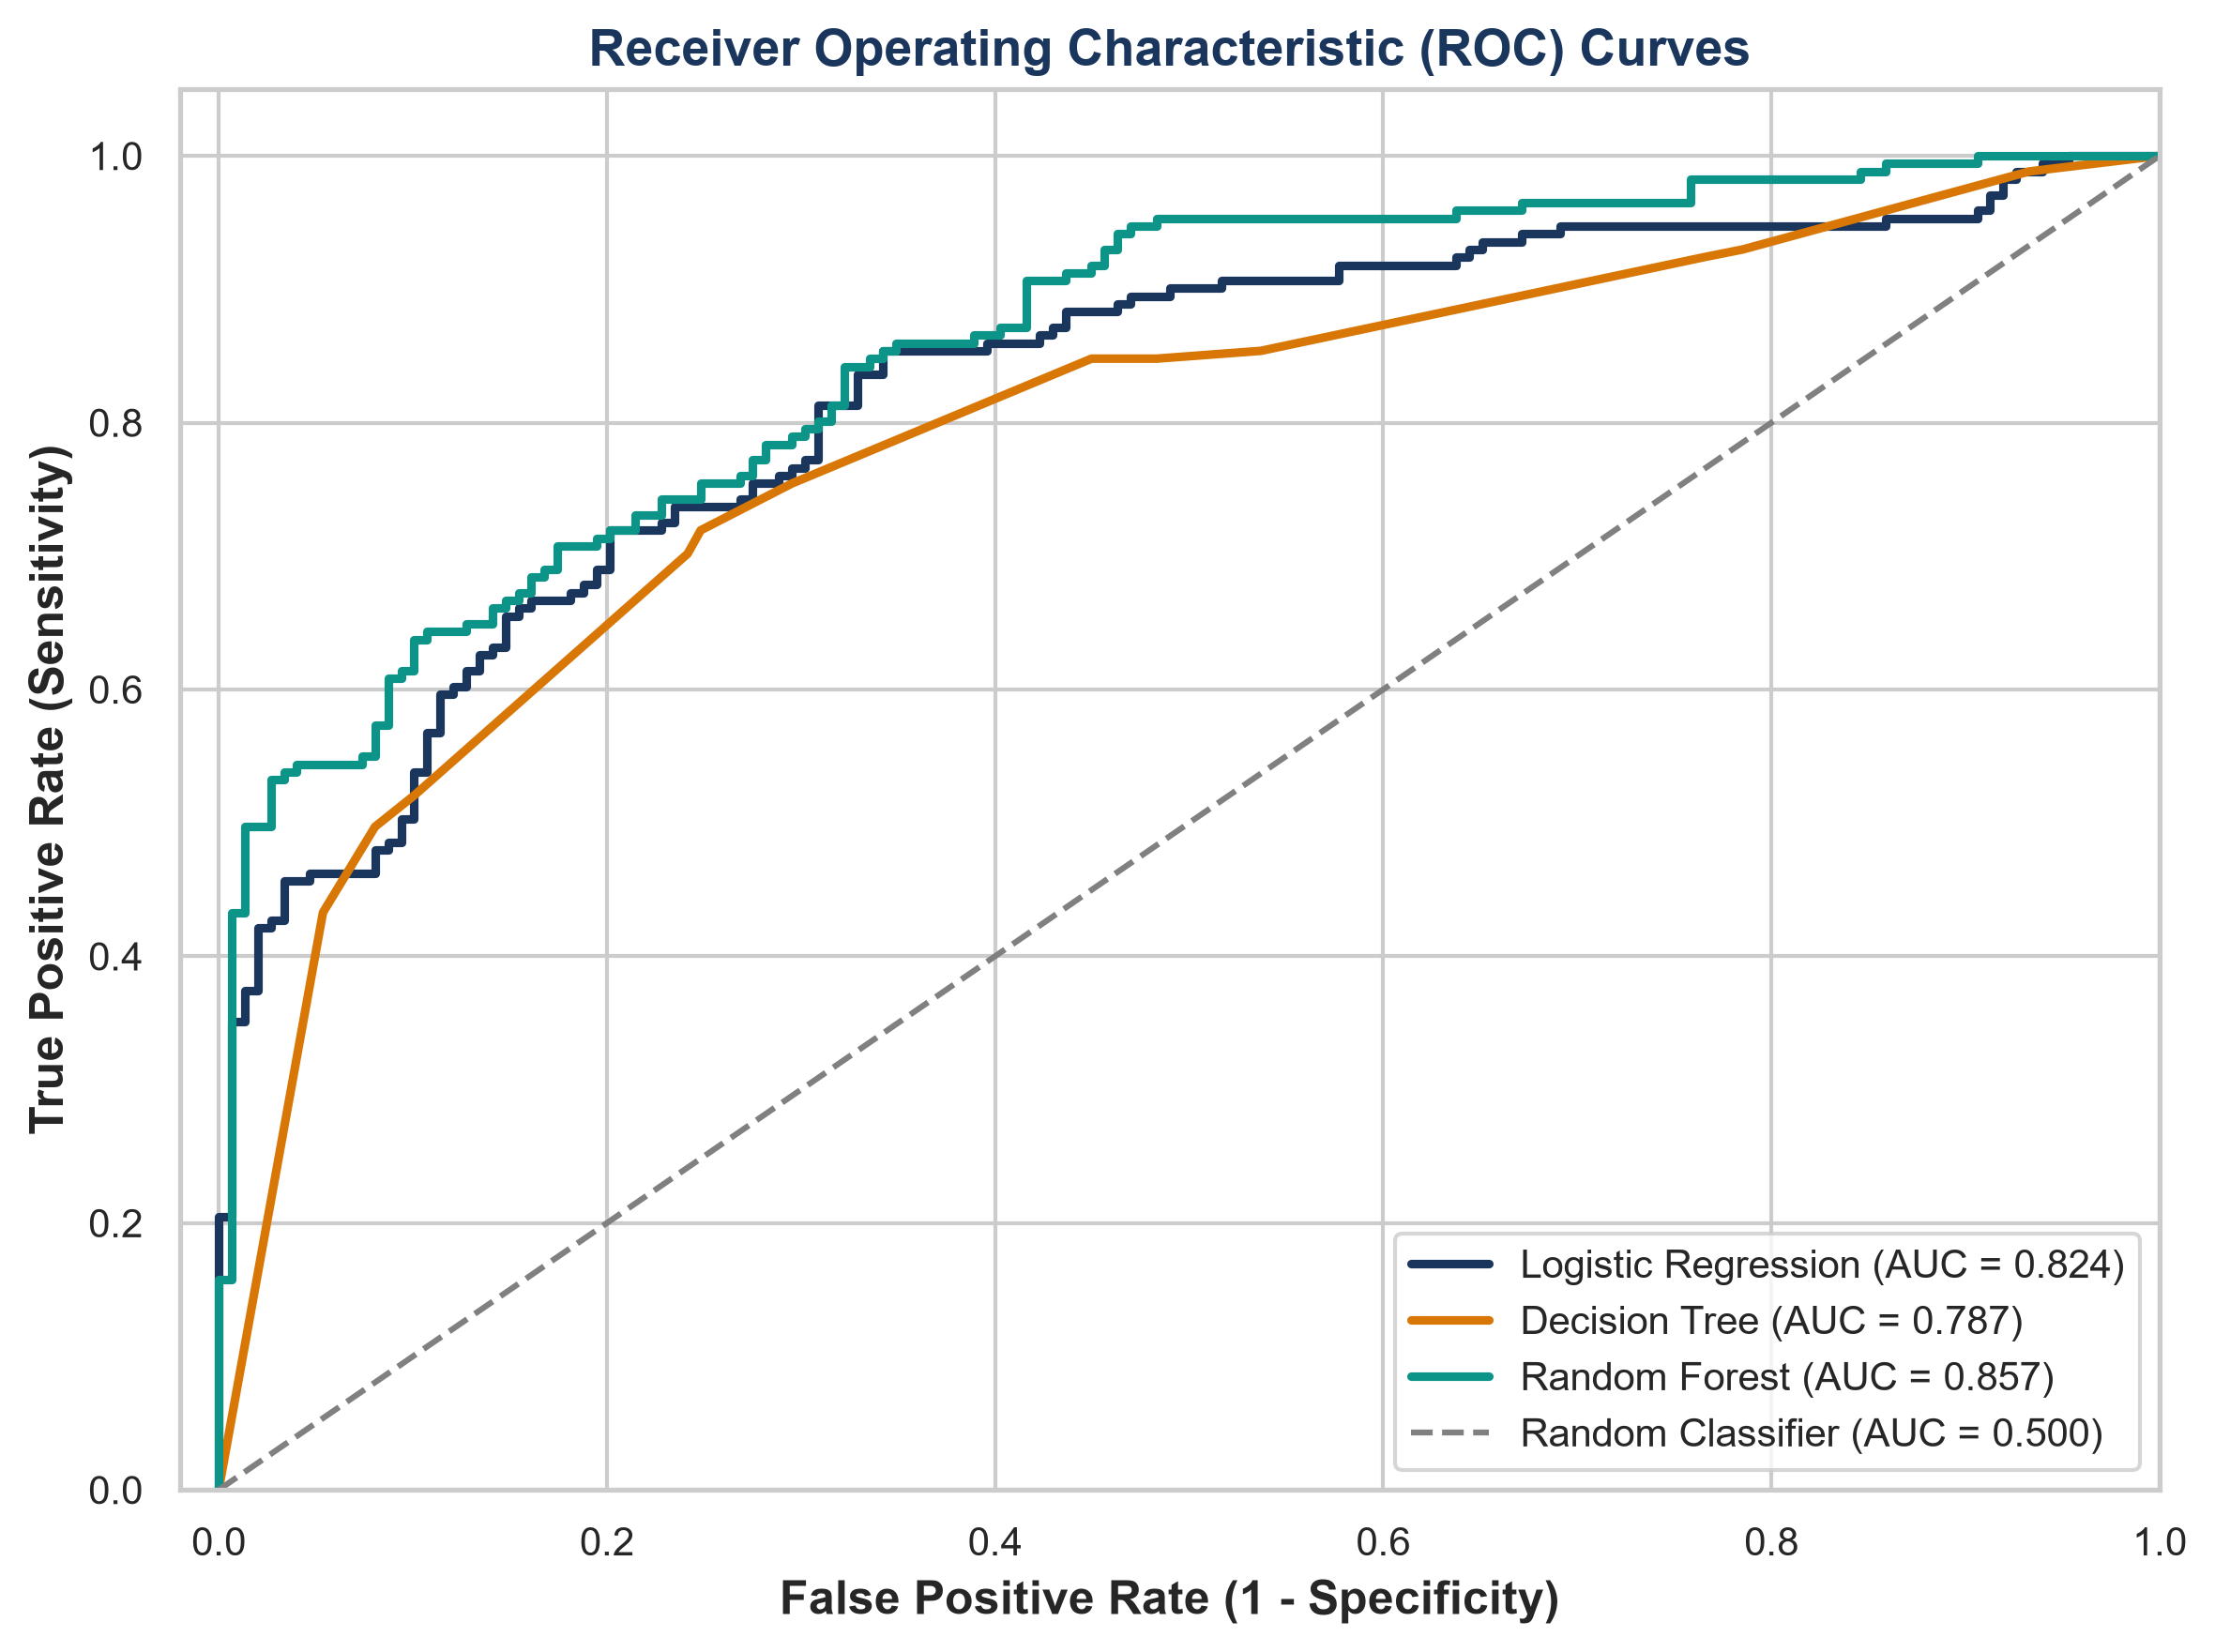 Receiver Operating Characteristic (ROC) Curves
True Positive Rate (Sensitivity)
1.0
0.8
0.6
0.4
0.2
0.0
Logistic Regression (AUC = 0.824)
Decision Tree (AUC = 0.787)
Random Forest (AUC = 0.857)
Random Classifier (AUC = 0.500)
0.0 0.2 0.4 0.6 0.8 1.0
False Positive Rate (1 - Specificity)